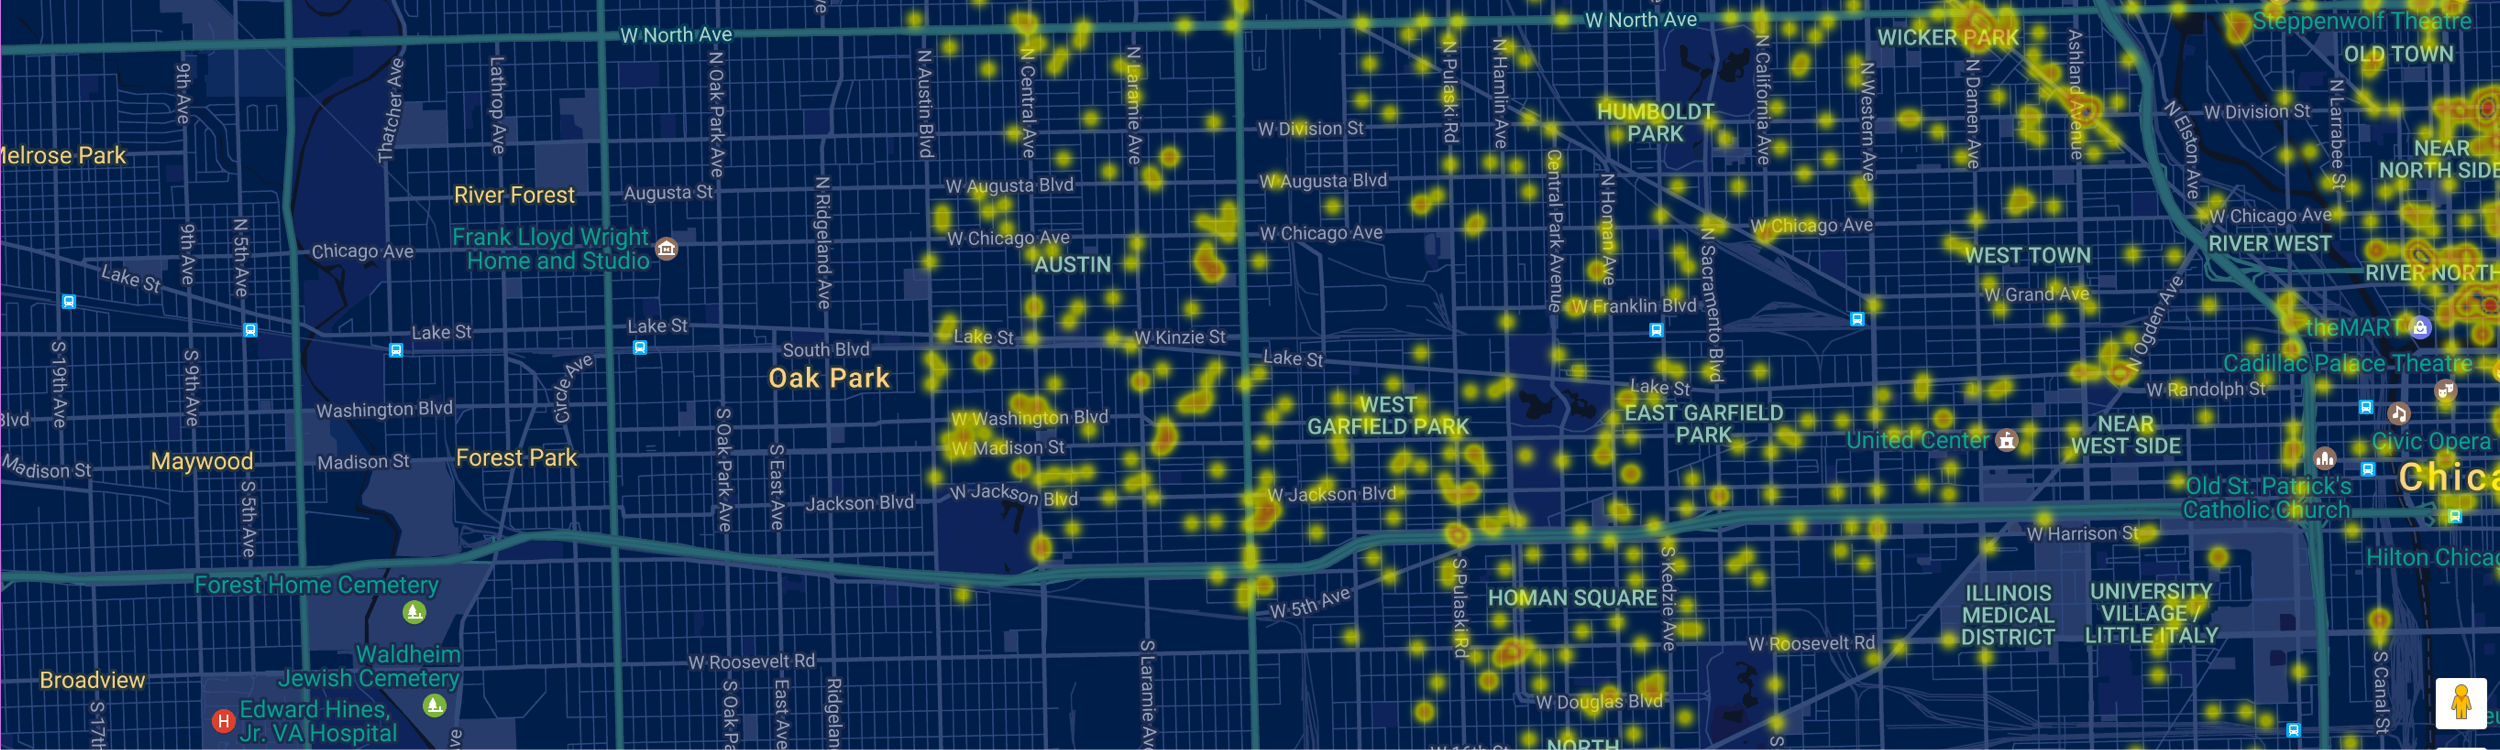 W North Ave
W North Ave
Steppenwolf Theatre
WICKER PARK
OLD TOWN
9th Ave
Thatcher Ave
Lathrop Ave
N Oak Park Ave
N Austin Blvd
N Central Ave
N Laramie Ave
N Pulaski Rd
N Hamlin Ave
N California Ave
N Western Ave
N Damen Ave
Ashland Ave
N Elston Ave
N Larrabee St
W Division St
W Division St
HUMBOLDT
PARK
Melrose Park
NEAR
NORTH SIDE
River Forest
Augusta St
W Augusta Blvd
W Augusta Blvd
N Ridgeland Ave
Central Park Avenue
N Homan Ave
9th Ave
N 5th Ave
Frank Lloyd Wright
Home and Studio
Chicago Ave
W Chicago Ave
W Chicago Ave
W Chicago Ave
W Chicago Ave
N Sacramento Blvd
AUSTIN
WEST TOWN
RIVER WEST
RIVER NORTH
Lake St
W Franklin Blvd
W Grand Ave
N Ogden Ave
Lake St
Lake St
Lake St
W Kinzie St
theMART
South Blvd
Lake St
Cadillac Palace Theatre
S 19th Ave
S 9th Ave
Circle Ave
Oak Park
Lake St
W Randolph St
Washington Blvd
Blvd
W Washington Blvd
WEST
GARFIELD PARK
EAST GARFIELD
PARK
United Center
NEAR
WEST SIDE
Civic Opera
Madison St
Maywood
Madison St
Forest Park
S Oak Park Ave
S East Ave
W Madison St
Chica
S 5th Ave
Jackson Blvd
W Jackson Blvd
W Jackson Blvd
Old St. Patrick's
Catholic Church
W Harrison St
Hilton Chicag
Forest Home Cemetery
S Pulaski Rd
S Kedzie Ave
HOMAN SQUARE
W 5th Ave
ILLINOIS
MEDICAL
DISTRICT
UNIVERSITY
VILLAGE /
LITTLE ITALY
Waldheim
Jewish Cemetery
W Roosevelt Rd
S Laramie Av
W Roosevelt Rd
Broadview
S 17th
H
Edward Hines,
Jr. VA Hospital
S Oak Pa
East Ave
Ridgeland
W Douglas Blvd
S Canal St
W 16th St
NORTH